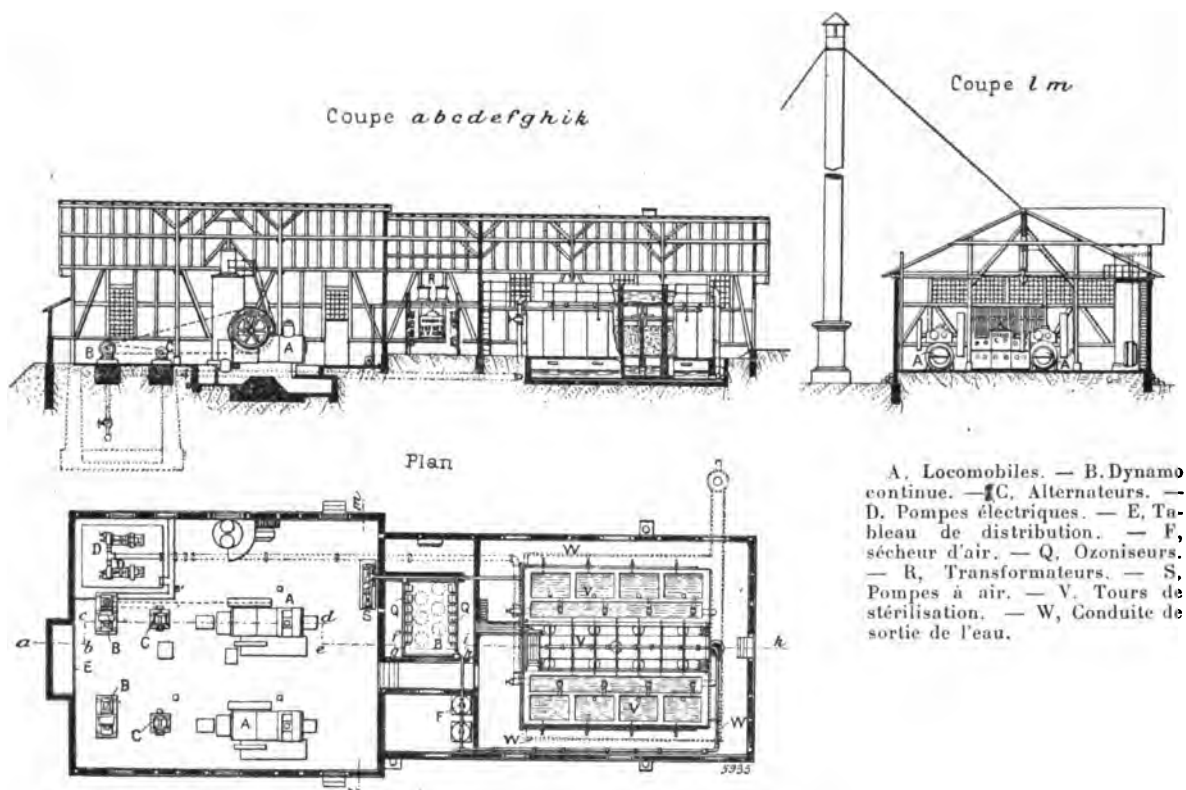 Coupe abcdefghik
Coupe l m
R
B
A
A
A
Plan
A, Locomobiles. — B. Dynamo
continue. — C, Alternateurs. —
D. Pompes électriques. — E, Ta-
bleau de distribution. — F,
sécheur d'air. — Q, Ozoniseurs.
— R, Transformateurs. — S,
Pompes à air. — V. Tours de
stérilisation. — W, Conduite de
sortie de l'eau.
m
W
D
V
A
S
Q
Q
c
d
C
B
f
i
a
b
e
B
V
k
E
B
A
F
V
C
W
W
5935